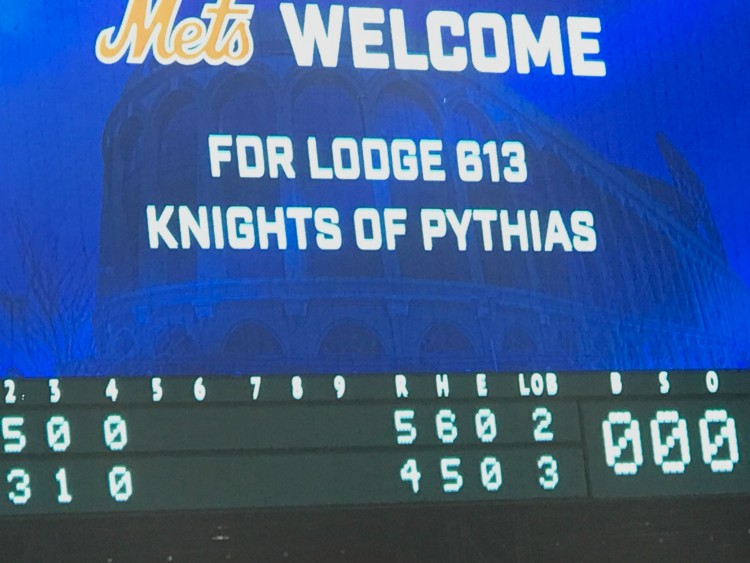 Mets WELCOME
FDR LODGE 613
KNIGHTS OF PYTHIAS
2 3 4 5 6 7 8 9 R H E LOB B S O
5 0 0 5 6 0 2 0 0 0
3 1 0 4 5 0 3